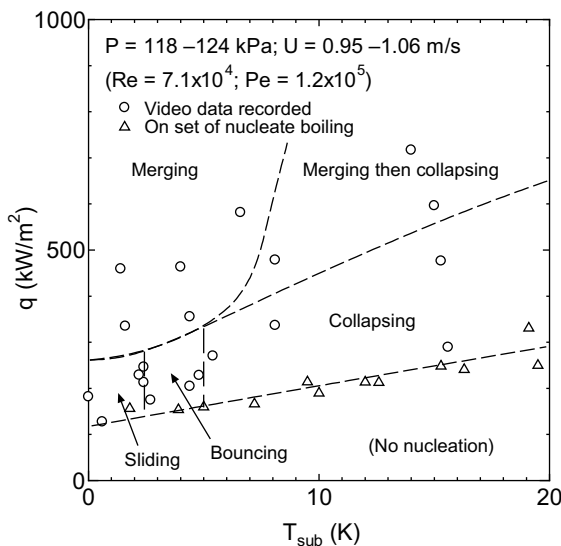 1000
P = 118 –124 kPa; U = 0.95 –1.06 m/s
(Re = 7.1x10⁴; Pe = 1.2x10⁵)
Video data recorded
On set of nucleate boiling
Merging
Merging then collapsing
q (kW/m²)
500
Collapsing
Bouncing
Sliding
(No nucleation)
0
0
10
20
T_sub (K)